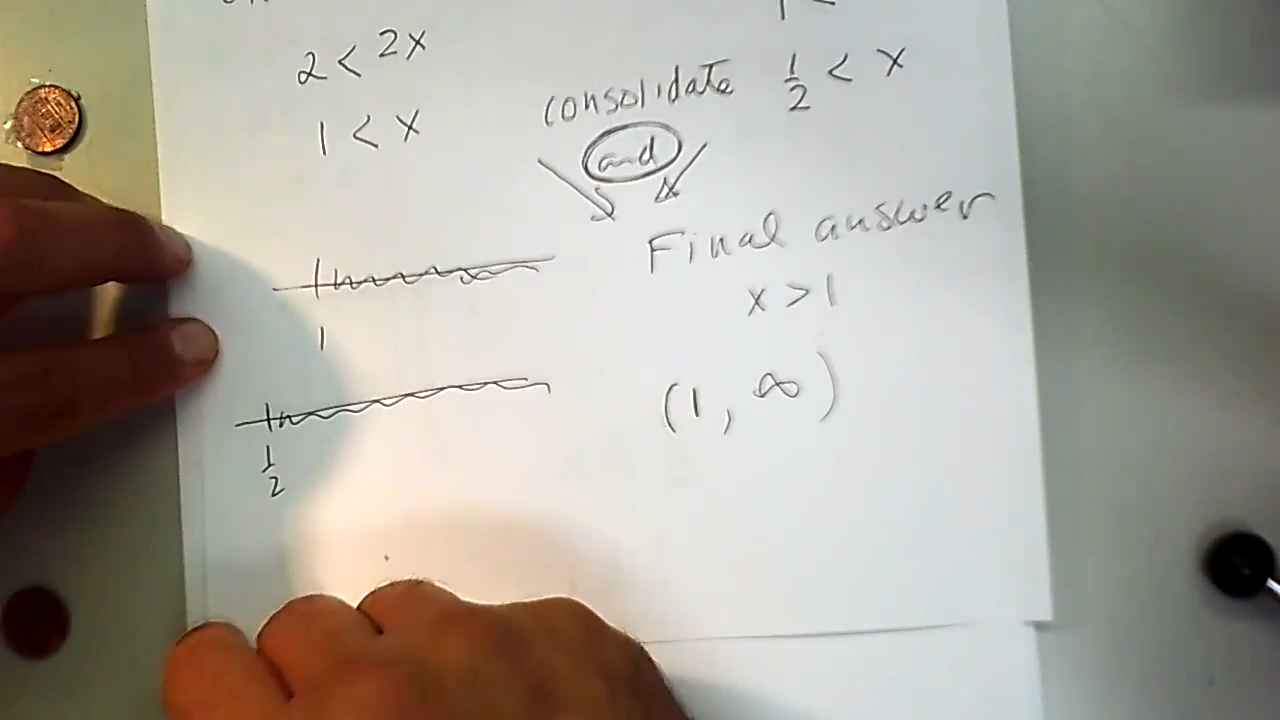 2 < 2x
1 < x
consolidate
and
1/2 < x
Final answer
x > 1
(1, ∞)
1
1/2